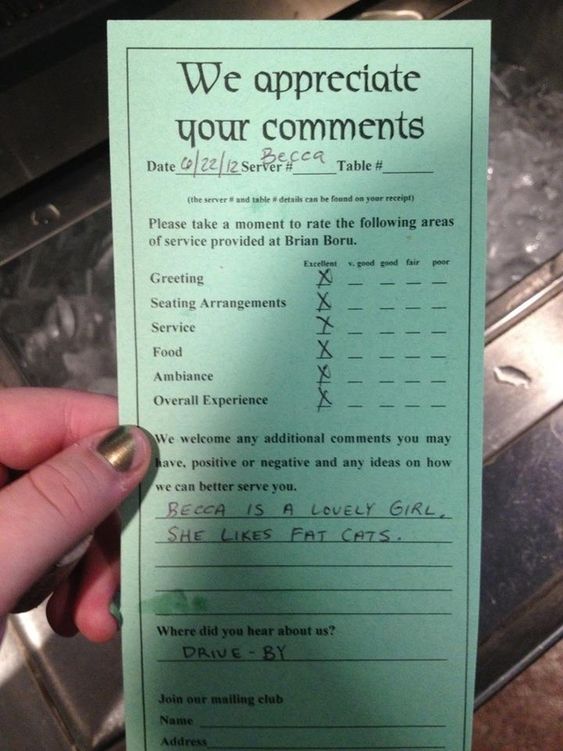 We appreciate
your comments
Date 6/22/12 Server # Becca Table #
(the server # and table # details can be found on your receipt)
Please take a moment to rate the following areas
of service provided at Brian Boru.
Excellent v. good good fair poor
Greeting X
Seating Arrangements X
Service X
Food X
Ambiance X
Overall Experience X
We welcome any additional comments you may
have, positive or negative and any ideas on how
we can better serve you.
BECCA IS A LOVELY GIRL.
SHE LIKES FAT CATS.
Where did you hear about us?
DRIVE-BY
Join our mailing club
Name
Address